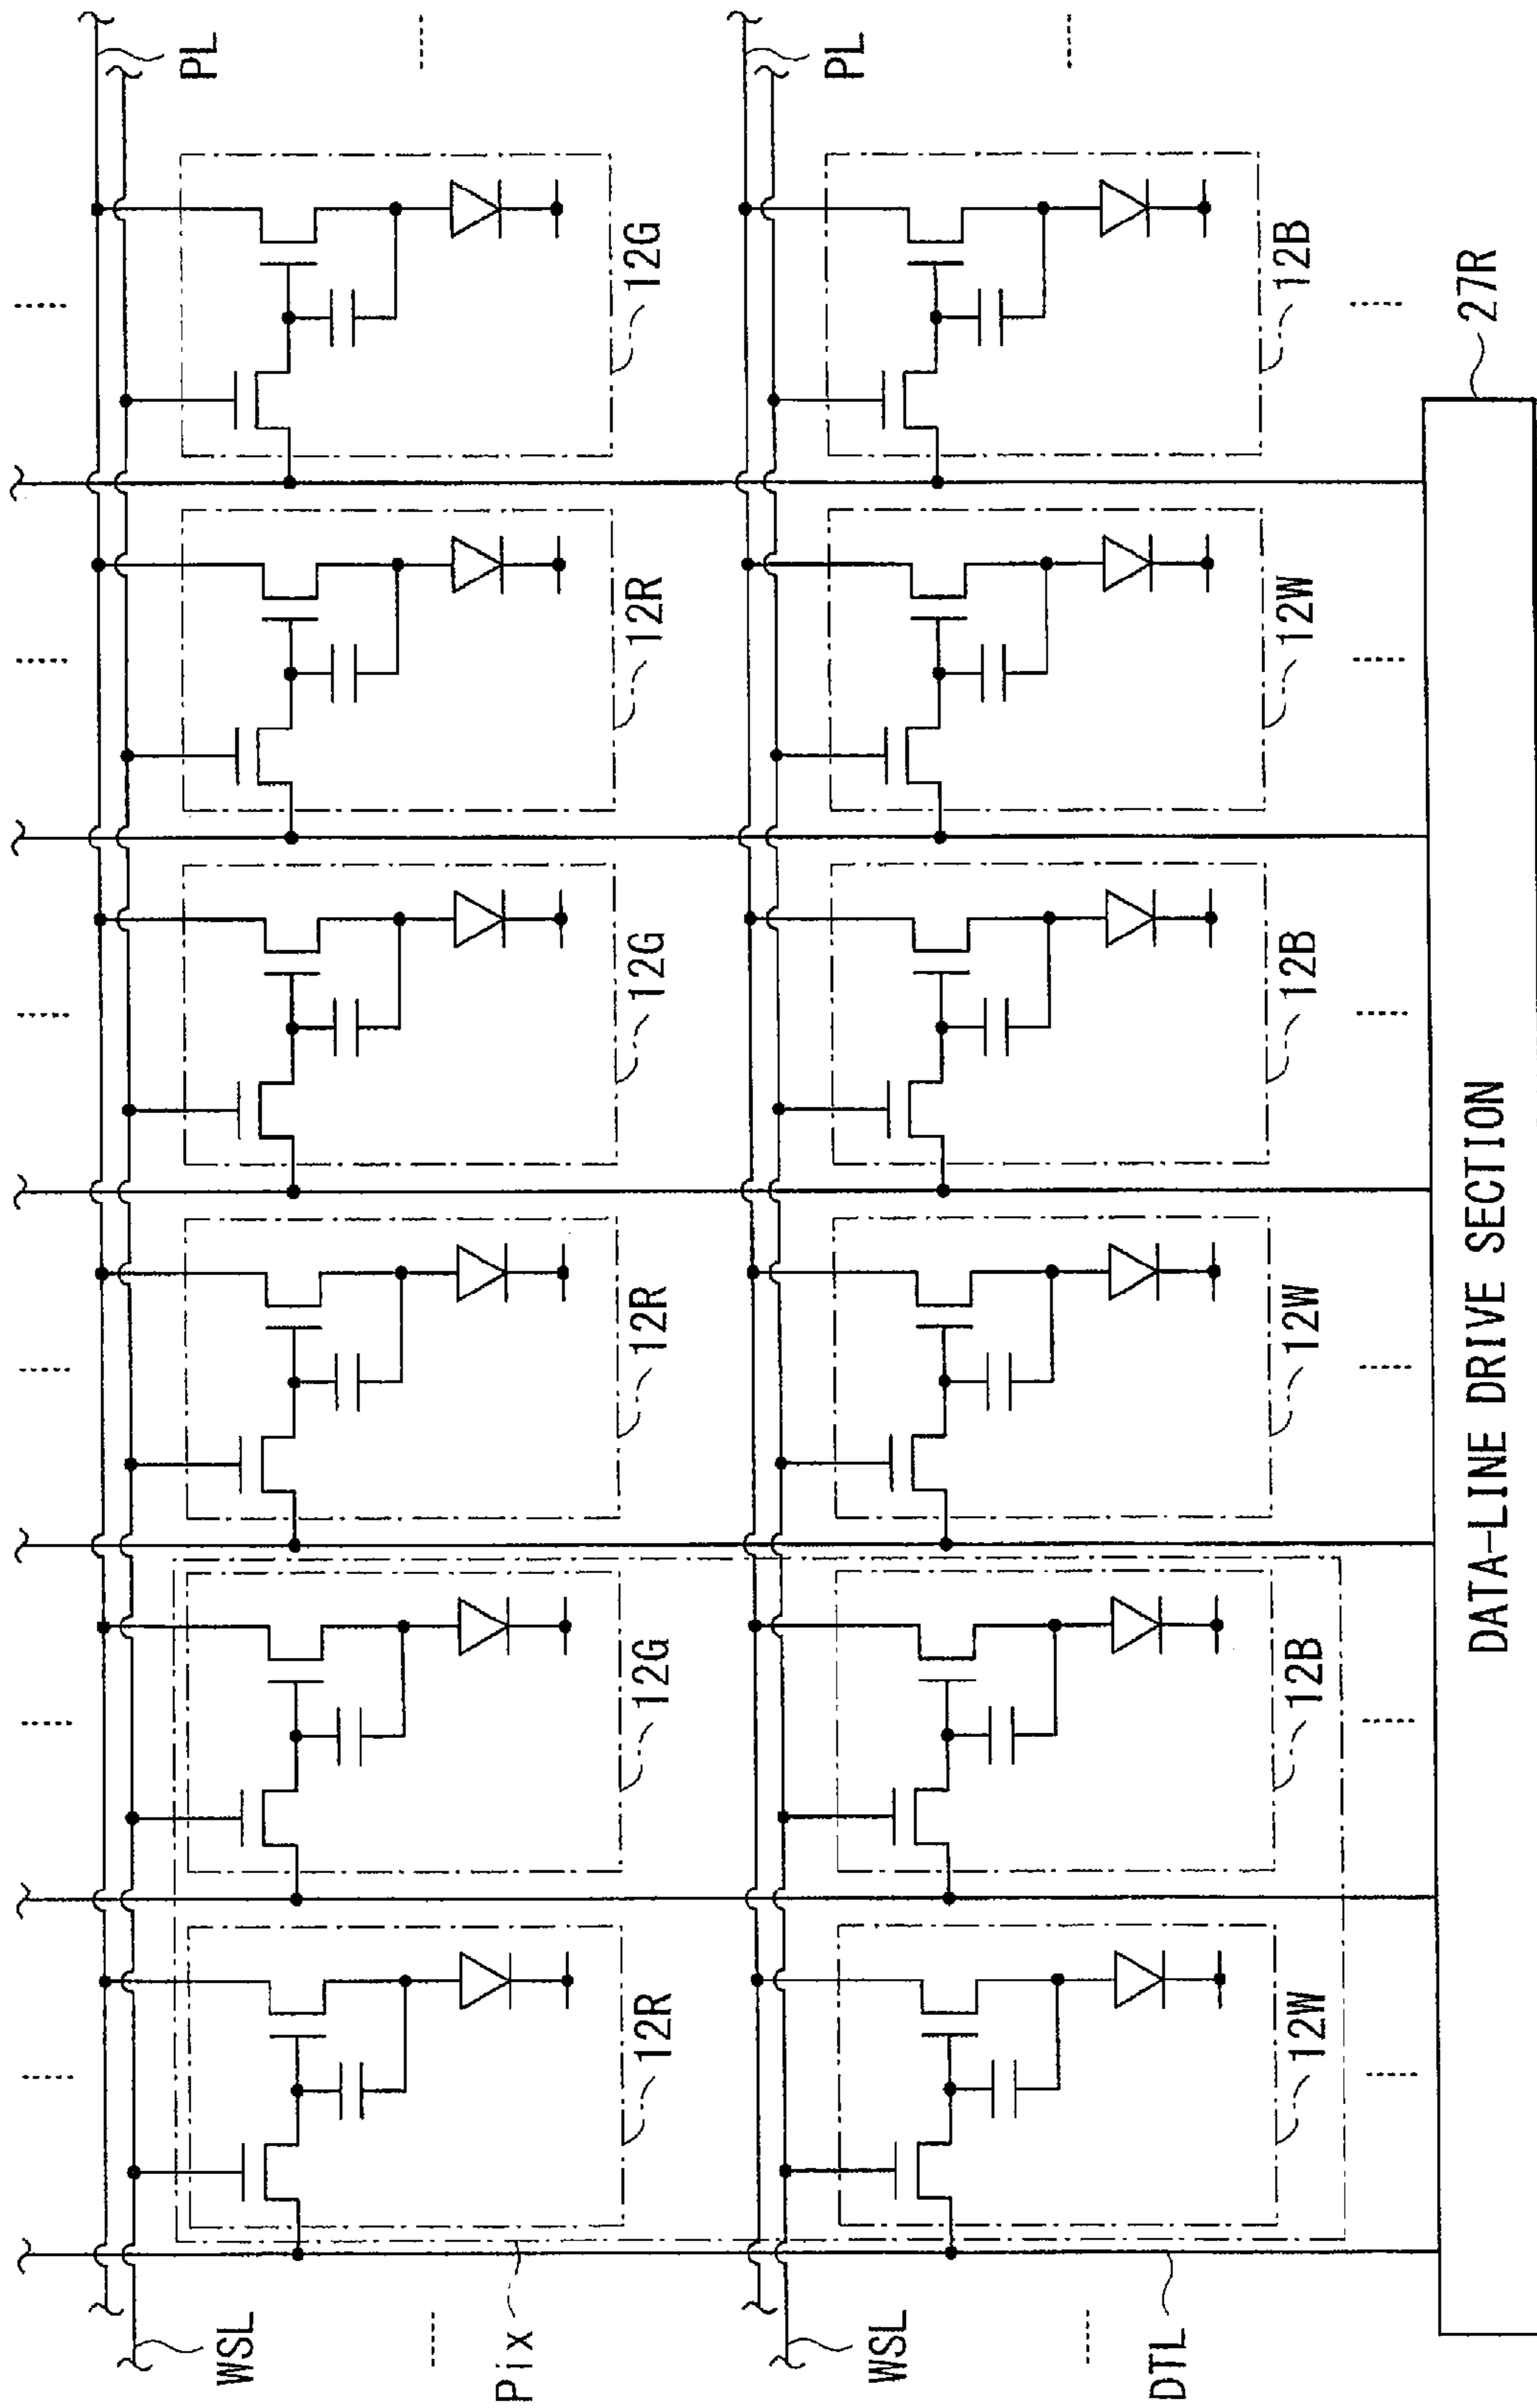 PL
12R
12G
12R
12G
12R
12G
WSL
Pix
PL
12W
12B
12W
12B
12W
12B
WSL
DTL
DATA-LINE DRIVE SECTION
27R